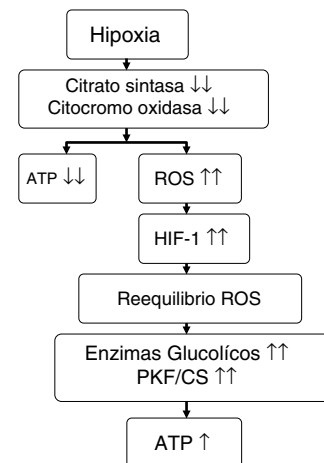 Hipoxia
Citrato sintasa ↓↓
Citocromo oxidasa ↓↓
ATP ↓↓
ROS ↑↑
HIF-1 ↑↑
Reequilibrio ROS
Enzimas Glucolícos ↑↑
PKF/CS ↑↑
ATP ↑